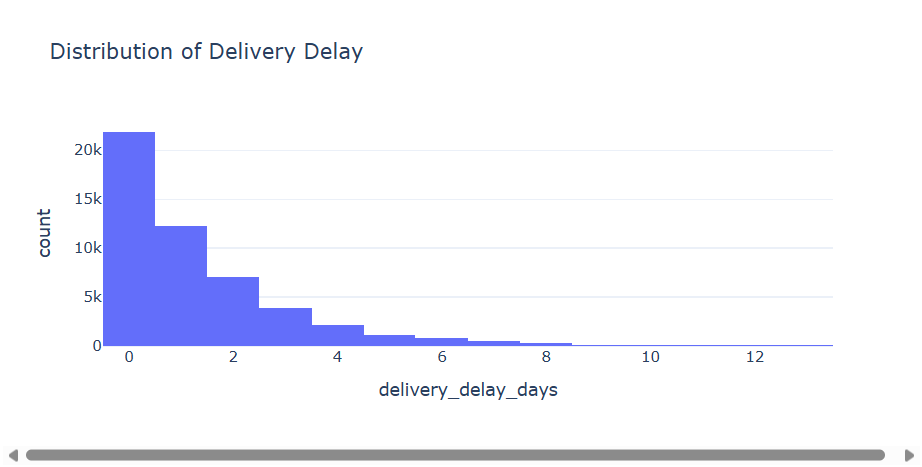 Distribution of Delivery Delay
20k
15k
10k
5k
0
count
0 2 4 6 8 10 12
delivery_delay_days